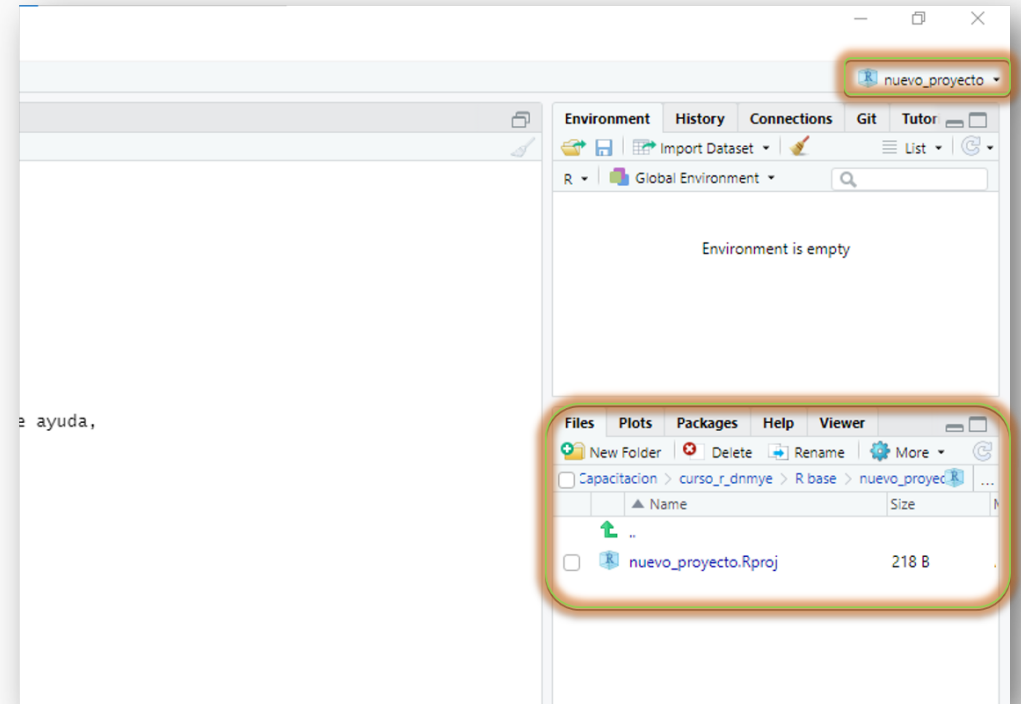 nuevo_proyecto
Environment History Connections Git Tutor
Import Dataset List
R Global Environment
Environment is empty
e ayuda,
Files Plots Packages Help Viewer
New Folder Delete Rename More
Capacitacion > curso_r_dnmye > R base > nuevo_proyec ...
Name Size
..
nuevo_proyecto.Rproj 218 B